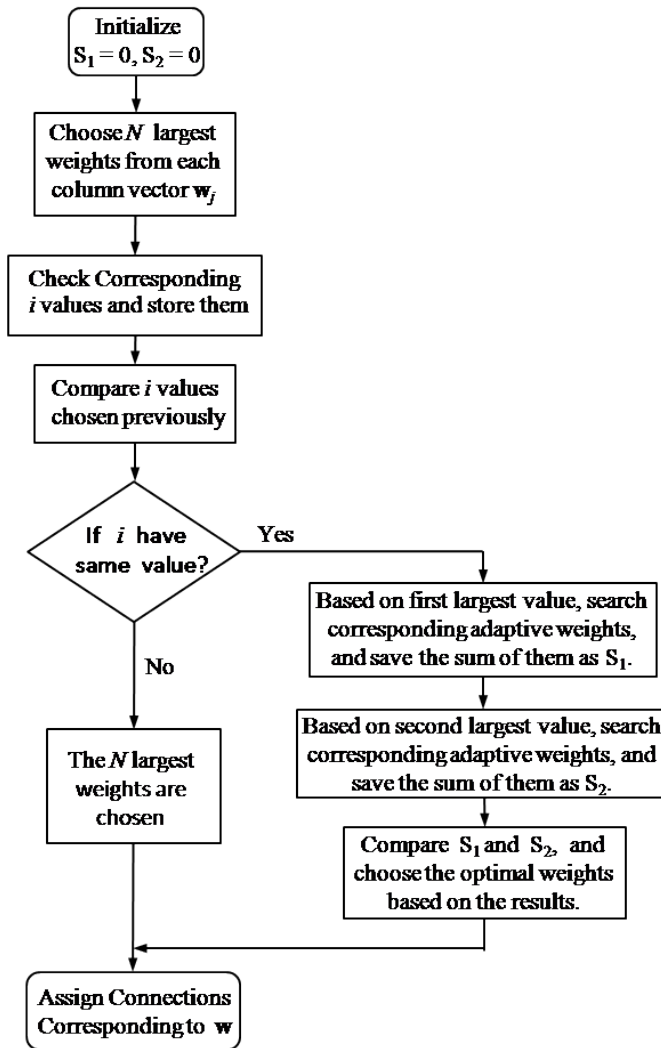 Initialize
S₁ = 0, S₂ = 0
Choose N largest
weights from each
column vector wⱼ
Check Corresponding
i values and store them
Compare i values
chosen previously
If i have
same value?
Yes
No
Based on first largest value, search
corresponding adaptive weights,
and save the sum of them as S₁.
Based on second largest value, search
corresponding adaptive weights, and
save the sum of them as S₂.
Compare S₁ and S₂, and
choose the optimal weights
based on the results.
The N largest
weights are
chosen
Assign Connections
Corresponding to w